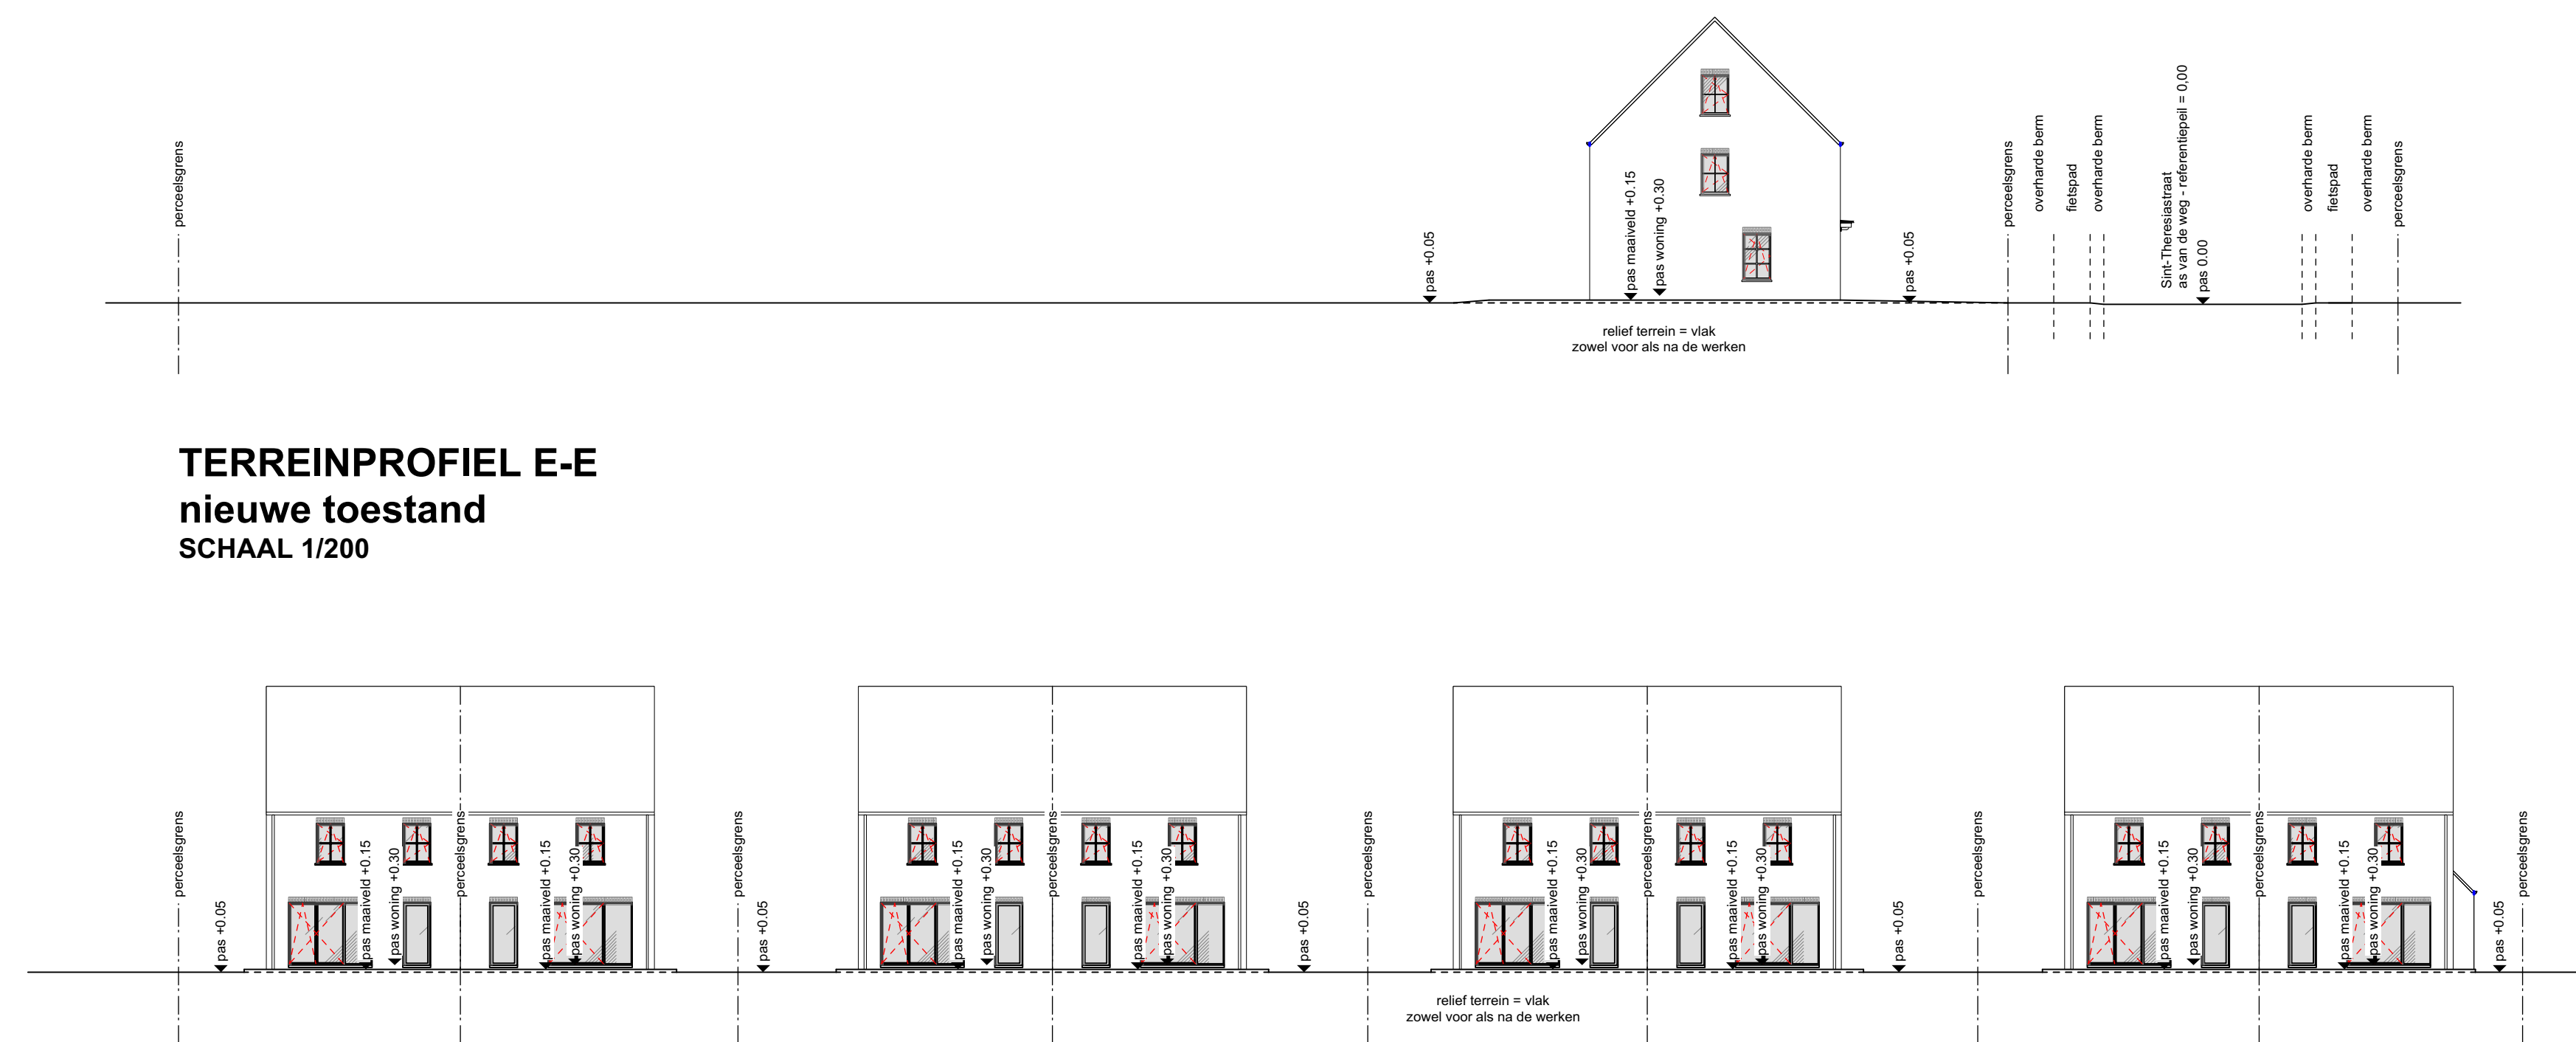 perceelsgrens
pas +0.05
pas maaiveld +0.15
pas woning +0.30
pas +0.05
perceelsgrens
overharde berm
fietspad
overharde berm
Sint-Theresiastraat
as van de weg - referentiepeil = 0,00
pas 0.00
overharde berm
fietspad
overharde berm
perceelsgrens
relief terrein = vlak
zowel voor als na de werken
TERREINPROFIEL E-E
nieuwe toestand
SCHAAL 1/200
perceelsgrens
pas +0.05
pas maaiveld +0.15
pas woning +0.30
perceelsgrens
pas maaiveld +0.15
pas woning +0.30
perceelsgrens
pas +0.05
pas maaiveld +0.15
pas woning +0.30
perceelsgrens
pas maaiveld +0.15
pas woning +0.30
pas +0.05
perceelsgrens
pas maaiveld +0.15
pas woning +0.30
perceelsgrens
pas maaiveld +0.15
pas woning +0.30
pas +0.05
perceelsgrens
pas maaiveld +0.15
pas woning +0.30
perceelsgrens
pas maaiveld +0.15
pas woning +0.30
pas +0.05
perceelsgrens
relief terrein = vlak
zowel voor als na de werken